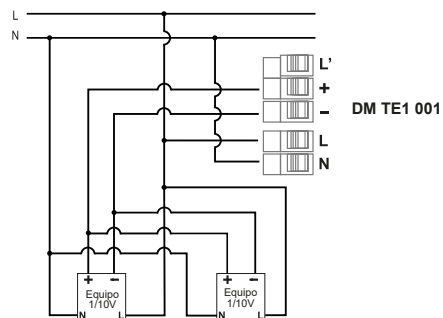 L
N
L'
+
−
DM TE1 001
L
N
+ −
Equipo
1/10V
N L
+ −
Equipo
1/10V
N L